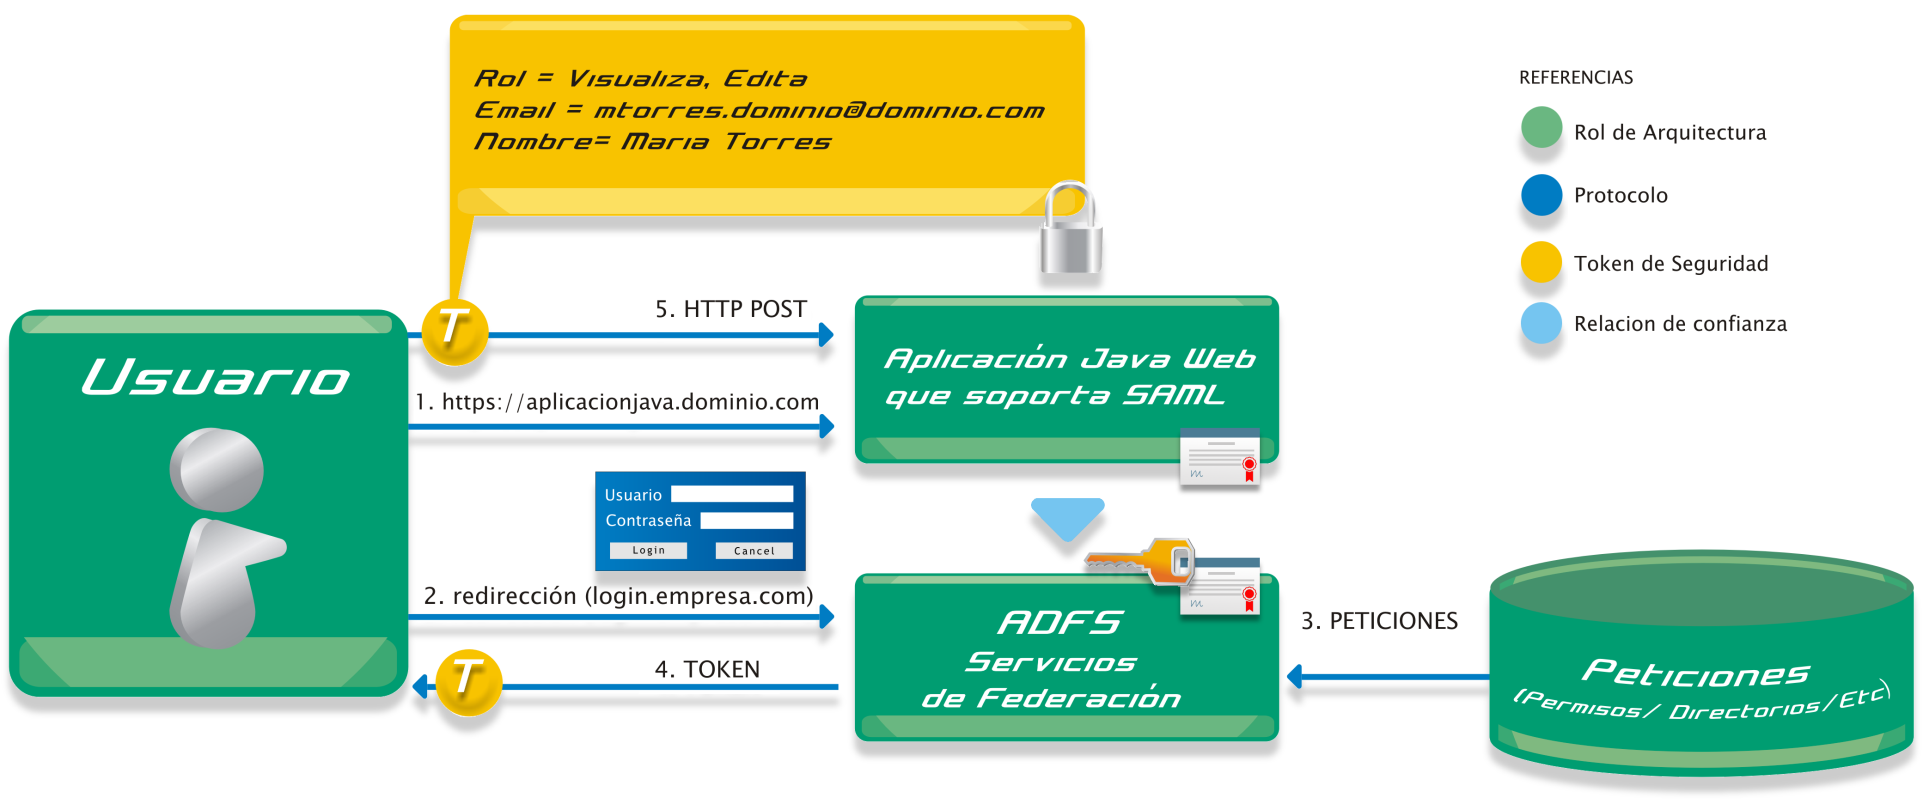 Rol = Visualiza, Edita
Email = mtorres.dominio@dominio.com
Nombre= Maria Torres
REFERENCIAS
Rol de Arquitectura
Protocolo
Token de Seguridad
Relacion de confianza
Usuario
T
5. HTTP POST
1. https://aplicacionjava.dominio.com
Aplicación Java Web
que soporta SAML
Usuario
Contraseña
Login
Cancel
2. redirección (login.empresa.com)
T
4. TOKEN
ADFS
Servicios
de Federación
3. PETICIONES
Peticiones
(Permisos/ Directorios/Etc)